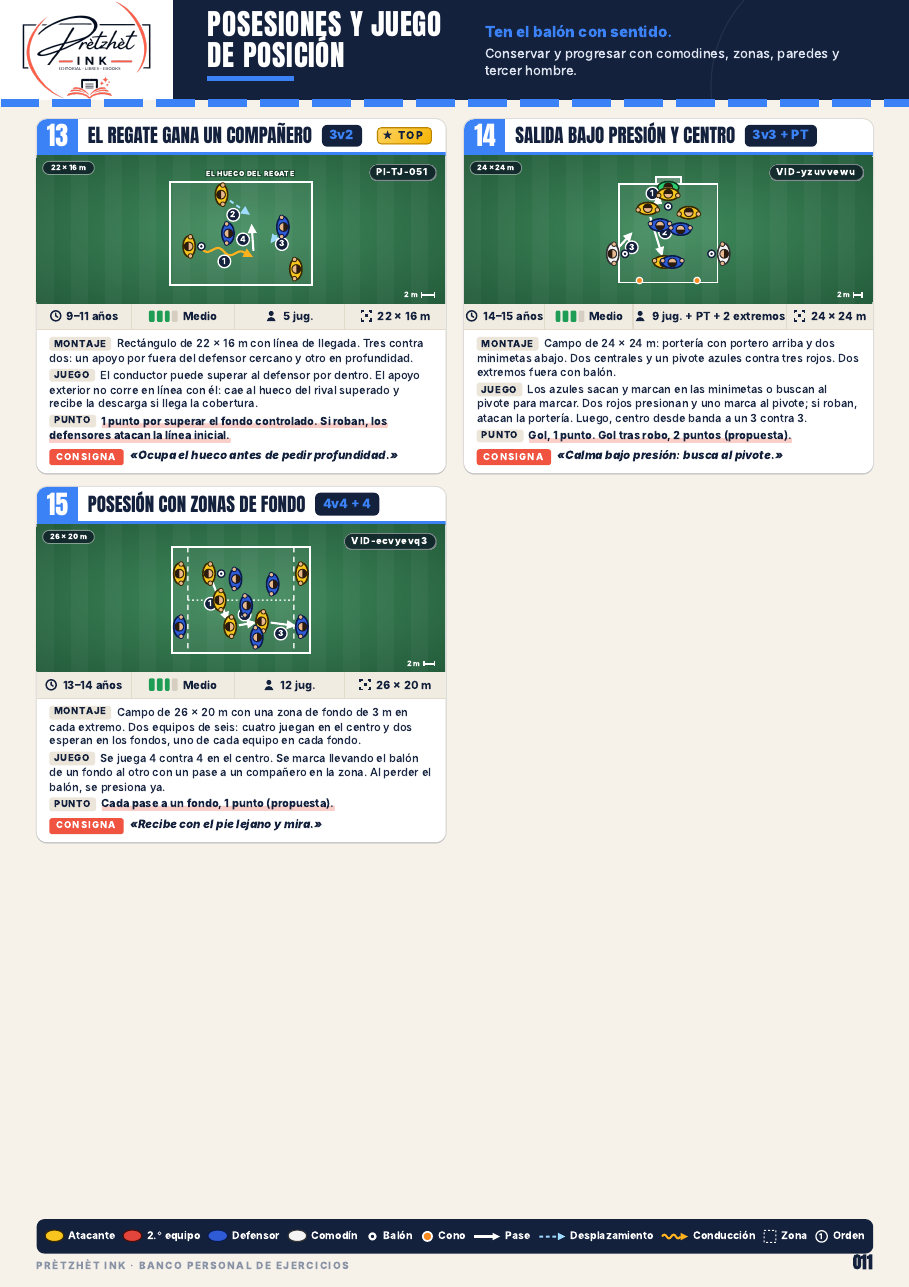 Prètzhèt
INK
EDITORIAL · LIBRES · EBOOKS
POSESIONES Y JUEGO
DE POSICIÓN
Ten el balón con sentido.
Conservar y progresar con comodines, zonas, paredes y
tercer hombre.
13 EL REGATE GANA UN COMPAÑERO 3v2 ★ TOP
22 × 16 m
EL HUECO DEL REGATE
PI-TJ-051
2
4
3
1
2 m
9–11 años Medio 5 jug. 22 × 16 m
MONTAJE Rectángulo de 22 × 16 m con línea de llegada. Tres contra
dos: un apoyo por fuera del defensor cercano y otro en profundidad.
JUEGO El conductor puede superar al defensor por dentro. El apoyo
exterior no corre en línea con él: cae al hueco del rival superado y
recibe la descarga si llega la cobertura.
PUNTO 1 punto por superar el fondo controlado. Si roban, los
defensores atacan la línea inicial.
CONSIGNA «Ocupa el hueco antes de pedir profundidad.»
14 SALIDA BAJO PRESIÓN Y CENTRO 3v3 + PT
24 × 24 m
VID-yzuvvewu
1
2
3
2 m
14–15 años Medio 9 jug. + PT + 2 extremos 24 × 24 m
MONTAJE Campo de 24 × 24 m: portería con portero arriba y dos
minimetas abajo. Dos centrales y un pivote azules contra tres rojos. Dos
extremos fuera con balón.
JUEGO Los azules sacan y marcan en las minimetas o buscan al
pivote para marcar. Dos rojos presionan y uno marca al pivote; si roban,
atacan la portería. Luego, centro desde banda a un 3 contra 3.
PUNTO Gol, 1 punto. Gol tras robo, 2 puntos (propuesta).
CONSIGNA «Calma bajo presión: busca al pivote.»
15 POSESIÓN CON ZONAS DE FONDO 4v4 + 4
26 × 20 m
VID-ecvyevq3
1
3
2 m
13–14 años Medio 12 jug. 26 × 20 m
MONTAJE Campo de 26 × 20 m con una zona de fondo de 3 m en
cada extremo. Dos equipos de seis: cuatro juegan en el centro y dos
esperan en los fondos, uno de cada equipo en cada fondo.
JUEGO Se juega 4 contra 4 en el centro. Se marca llevando el balón
de un fondo al otro con un pase a un compañero en la zona. Al perder el
balón, se presiona ya.
PUNTO Cada pase a un fondo, 1 punto (propuesta).
CONSIGNA «Recibe con el pie lejano y mira.»
Atacante 2.º equipo Defensor Comodín Balón Cono Pase Desplazamiento Conducción Zona 1 Orden
PRÈTZHÈT INK · BANCO PERSONAL DE EJERCICIOS
011